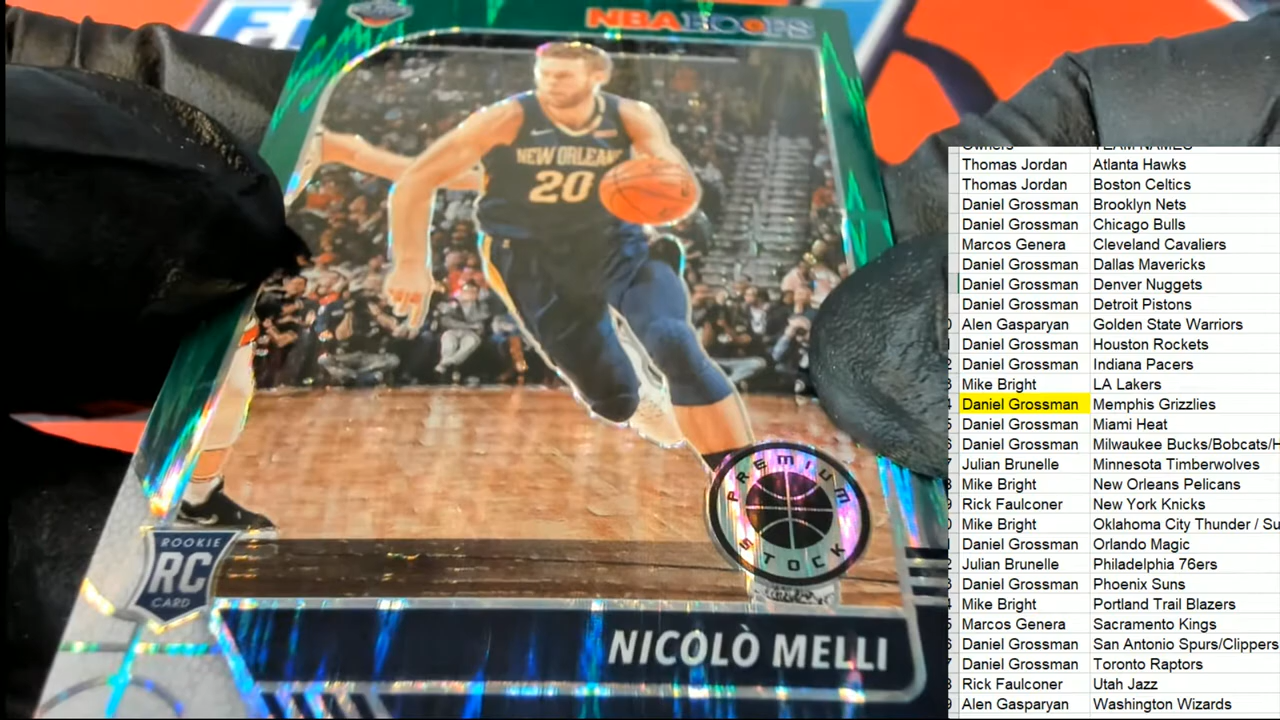 NBA HOOPS
NEW ORLEANS
20
PREMIUM
STOCK
ROOKIE
RC
CARD
NICOLÒ MELLI
Owners TEAM NAMES
Thomas Jordan Atlanta Hawks
Thomas Jordan Boston Celtics
Daniel Grossman Brooklyn Nets
Daniel Grossman Chicago Bulls
Marcos Genera Cleveland Cavaliers
Daniel Grossman Dallas Mavericks
Daniel Grossman Denver Nuggets
Daniel Grossman Detroit Pistons
Alen Gasparyan Golden State Warriors
Daniel Grossman Houston Rockets
Daniel Grossman Indiana Pacers
Mike Bright LA Lakers
Daniel Grossman Memphis Grizzlies
Daniel Grossman Miami Heat
Daniel Grossman Milwaukee Bucks/Bobcats/H
Julian Brunelle Minnesota Timberwolves
Mike Bright New Orleans Pelicans
Rick Faulconer New York Knicks
Mike Bright Oklahoma City Thunder / Su
Daniel Grossman Orlando Magic
Julian Brunelle Philadelphia 76ers
Daniel Grossman Phoenix Suns
Mike Bright Portland Trail Blazers
Marcos Genera Sacramento Kings
Daniel Grossman San Antonio Spurs/Clippers
Daniel Grossman Toronto Raptors
Rick Faulconer Utah Jazz
Alen Gasparyan Washington Wizards